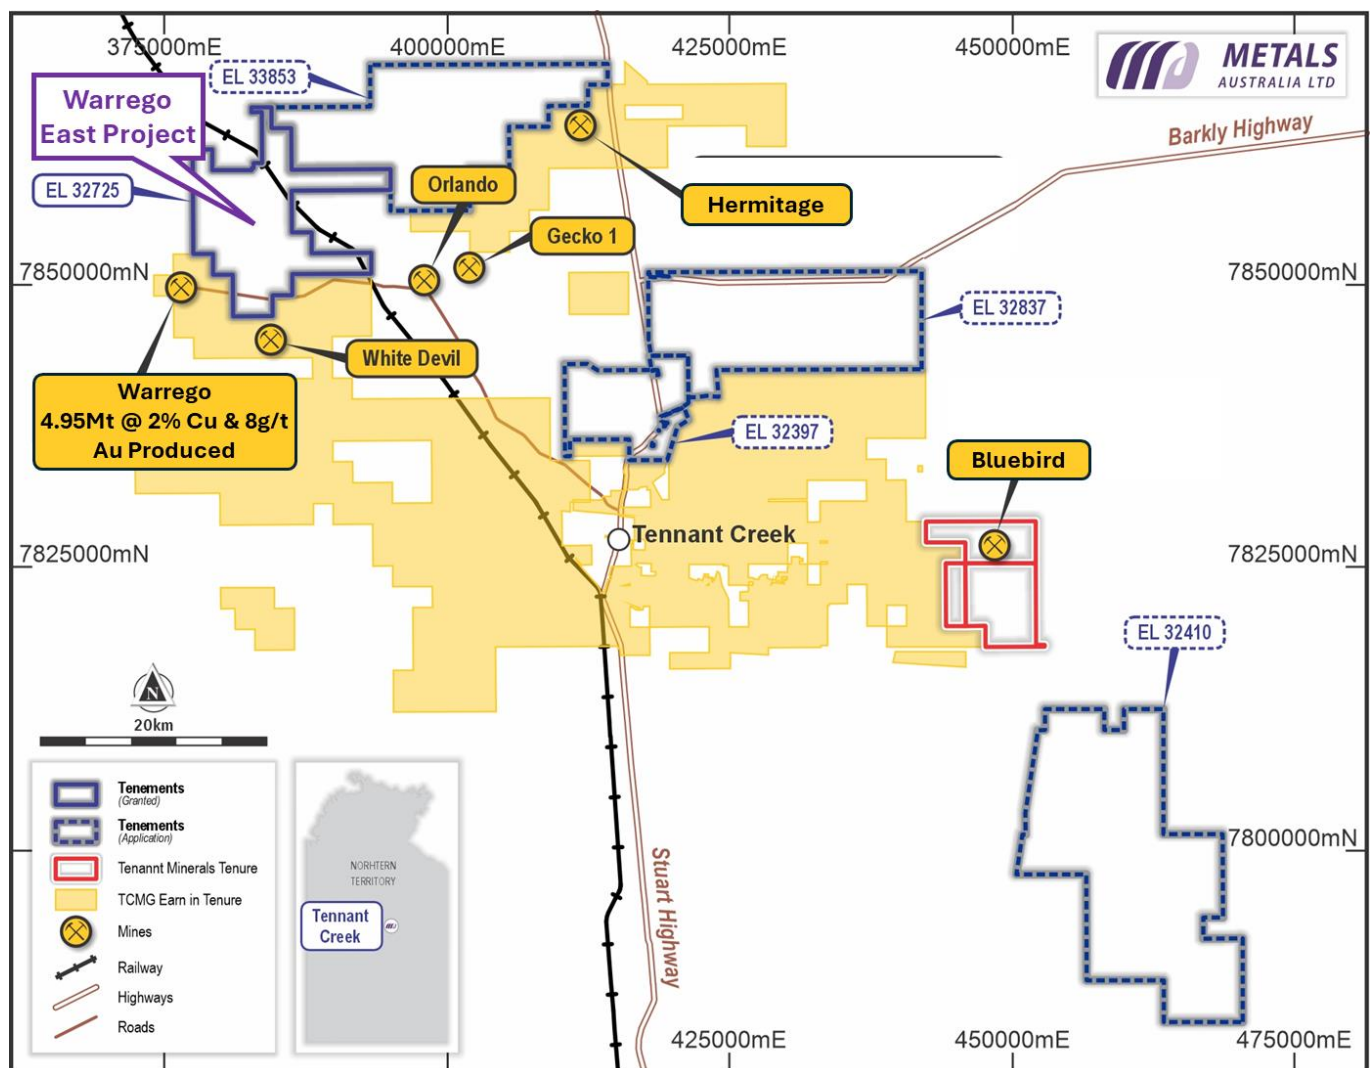 375000mE
400000mE
425000mE
450000mE
METALS
AUSTRALIA LTD
EL 33853
Warrego
East Project
Barkly Highway
EL 32725
Orlando
Hermitage
Gecko 1
7850000mN
7850000mN
EL 32837
White Devil
Warrego
4.95Mt @ 2% Cu & 8g/t
Au Produced
EL 32397
Bluebird
Tennant Creek
7825000mN
7825000mN
EL 32410
N
20km
Tenements
(Granted)
Tenements
(Application)
Tenannt Minerals Tenure
TCMG Earn in Tenure
Mines
Railway
Highways
Roads
NORHTERN
TERRITORY
Tennant
Creek
Stuart Highway
7800000mN
425000mE
450000mE
475000mE